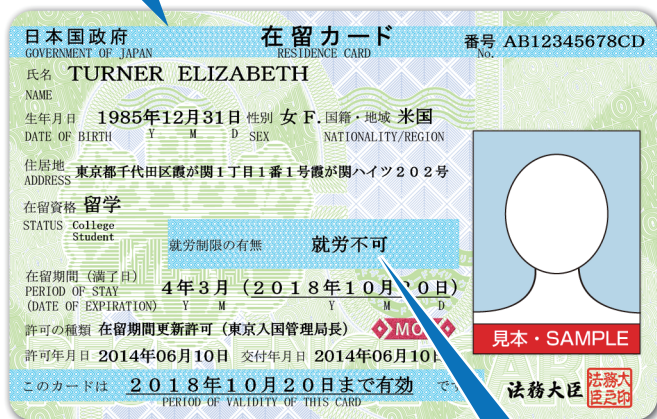 日本国政府 在留カード 番号 AB12345678CD
GOVERNMENT OF JAPAN RESIDENCE CARD No.
氏名 TURNER ELIZABETH
NAME
生年月日 1985年12月31日 性別 女 F. 国籍・地域 米国
DATE OF BIRTH Y M D SEX NATIONALITY/REGION
住居地 東京都千代田区霞が関1丁目1番1号霞が関ハイツ202号
ADDRESS
在留資格 留学
STATUS College
Student
就労制限の有無 就労不可
在留期間(満了日) 4年3月(2018年10月20日)
PERIOD OF STAY
(DATE OF EXPIRATION) Y M Y M D
許可の種類 在留期間更新許可(東京入国管理局長) MO
許可年月日 2014年06月10日 交付年月日 2014年06月10日
見本・SAMPLE
このカードは 2018年10月20日まで有効 です
PERIOD OF VALIDITY OF THIS CARD
法務大臣 法務大臣之印